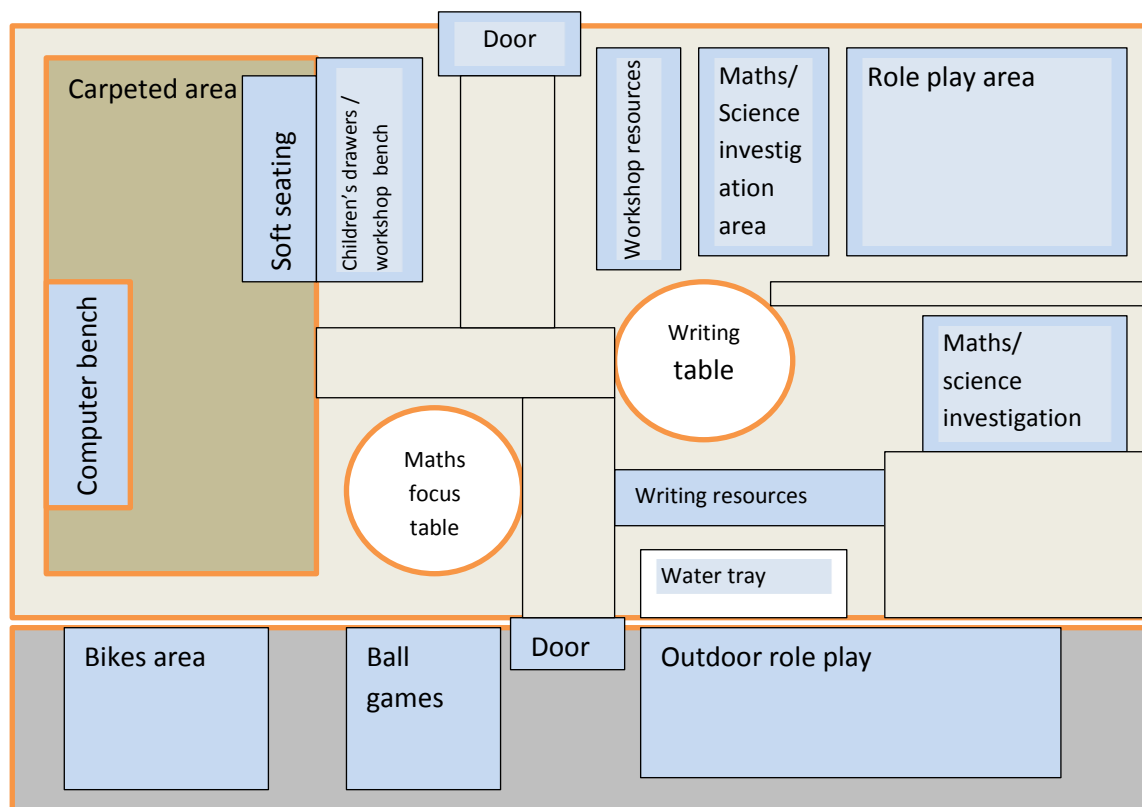 Door
Carpeted area
Soft seating
Children’s drawers /
workshop bench
Workshop resources
Maths/
Science
investig
ation
area
Role play area
Computer bench
Writing
table
Maths/
science
investigation
Maths
focus
table
Writing resources
Water tray
Bikes area
Ball
games
Door
Outdoor role play